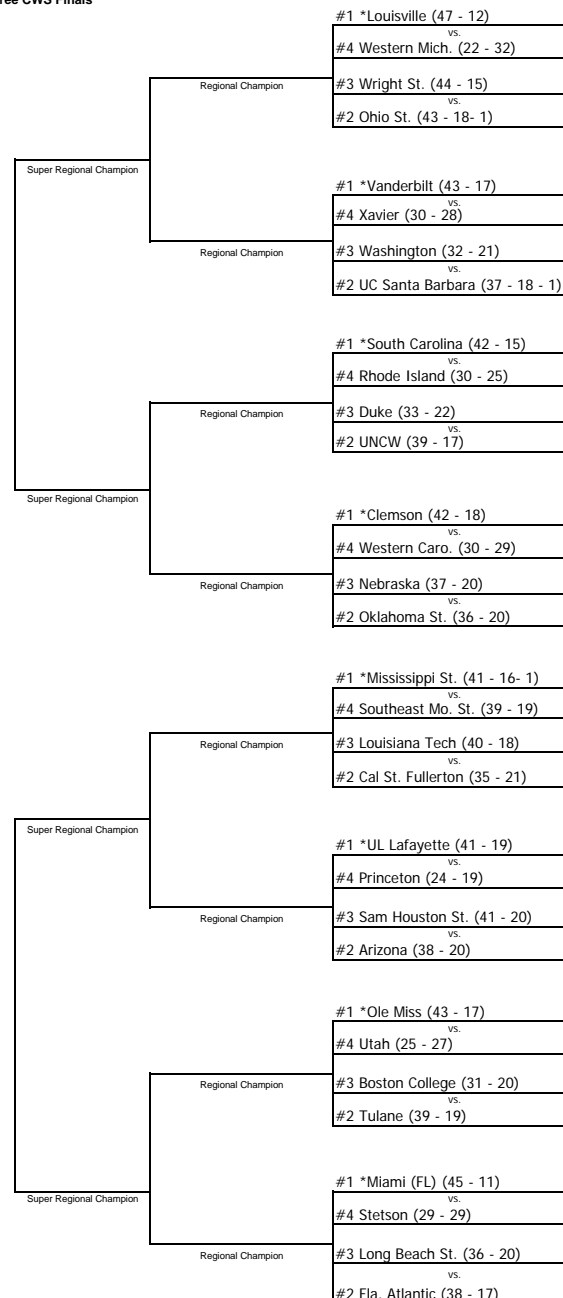 CWS Finals
#1 *Louisville (47 - 12)
vs.
#4 Western Mich. (22 - 32)
Regional Champion
#3 Wright St. (44 - 15)
vs.
#2 Ohio St. (43 - 18- 1)
Super Regional Champion
#1 *Vanderbilt (43 - 17)
vs.
#4 Xavier (30 - 28)
Regional Champion
#3 Washington (32 - 21)
vs.
#2 UC Santa Barbara (37 - 18 - 1)
#1 *South Carolina (42 - 15)
vs.
#4 Rhode Island (30 - 25)
Regional Champion
#3 Duke (33 - 22)
vs.
#2 UNCW (39 - 17)
Super Regional Champion
#1 *Clemson (42 - 18)
vs.
#4 Western Caro. (30 - 29)
Regional Champion
#3 Nebraska (37 - 20)
vs.
#2 Oklahoma St. (36 - 20)
#1 *Mississippi St. (41 - 16- 1)
vs.
#4 Southeast Mo. St. (39 - 19)
Regional Champion
#3 Louisiana Tech (40 - 18)
vs.
#2 Cal St. Fullerton (35 - 21)
Super Regional Champion
#1 *UL Lafayette (41 - 19)
vs.
#4 Princeton (24 - 19)
Regional Champion
#3 Sam Houston St. (41 - 20)
vs.
#2 Arizona (38 - 20)
#1 *Ole Miss (43 - 17)
vs.
#4 Utah (25 - 27)
Regional Champion
#3 Boston College (31 - 20)
vs.
#2 Tulane (39 - 19)
Super Regional Champion
#1 *Miami (FL) (45 - 11)
vs.
#4 Stetson (29 - 29)
Regional Champion
#3 Long Beach St. (36 - 20)
vs.
#2 Fla. Atlantic (38 - 17)